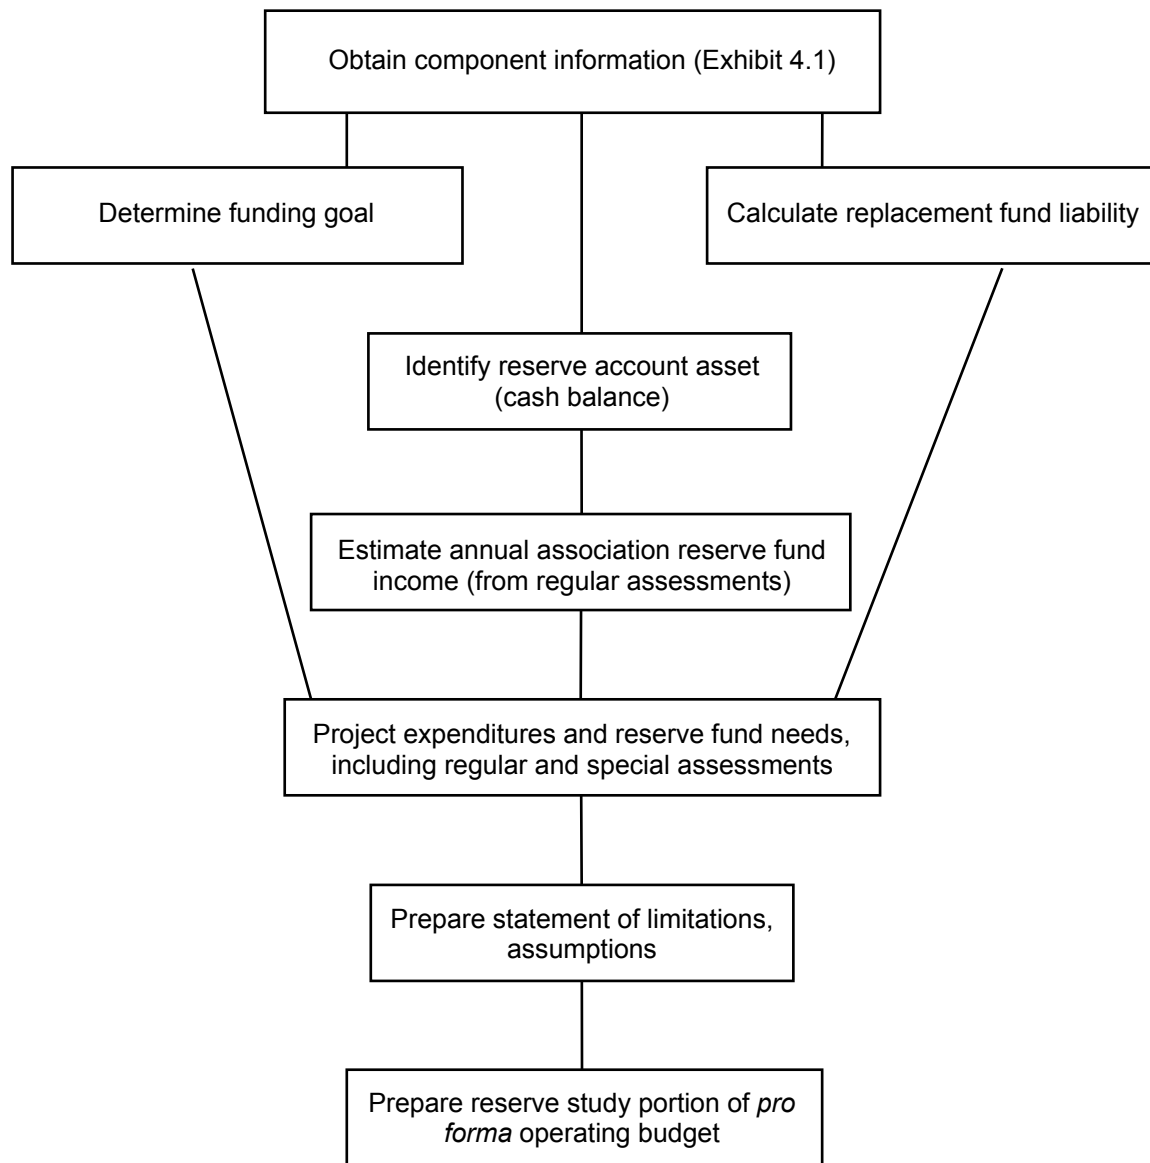 Obtain component information (Exhibit 4.1)
Determine funding goal
Calculate replacement fund liability
Identify reserve account asset
(cash balance)
Estimate annual association reserve fund
income (from regular assessments)
Project expenditures and reserve fund needs,
including regular and special assessments
Prepare statement of limitations,
assumptions
Prepare reserve study portion of pro
forma operating budget